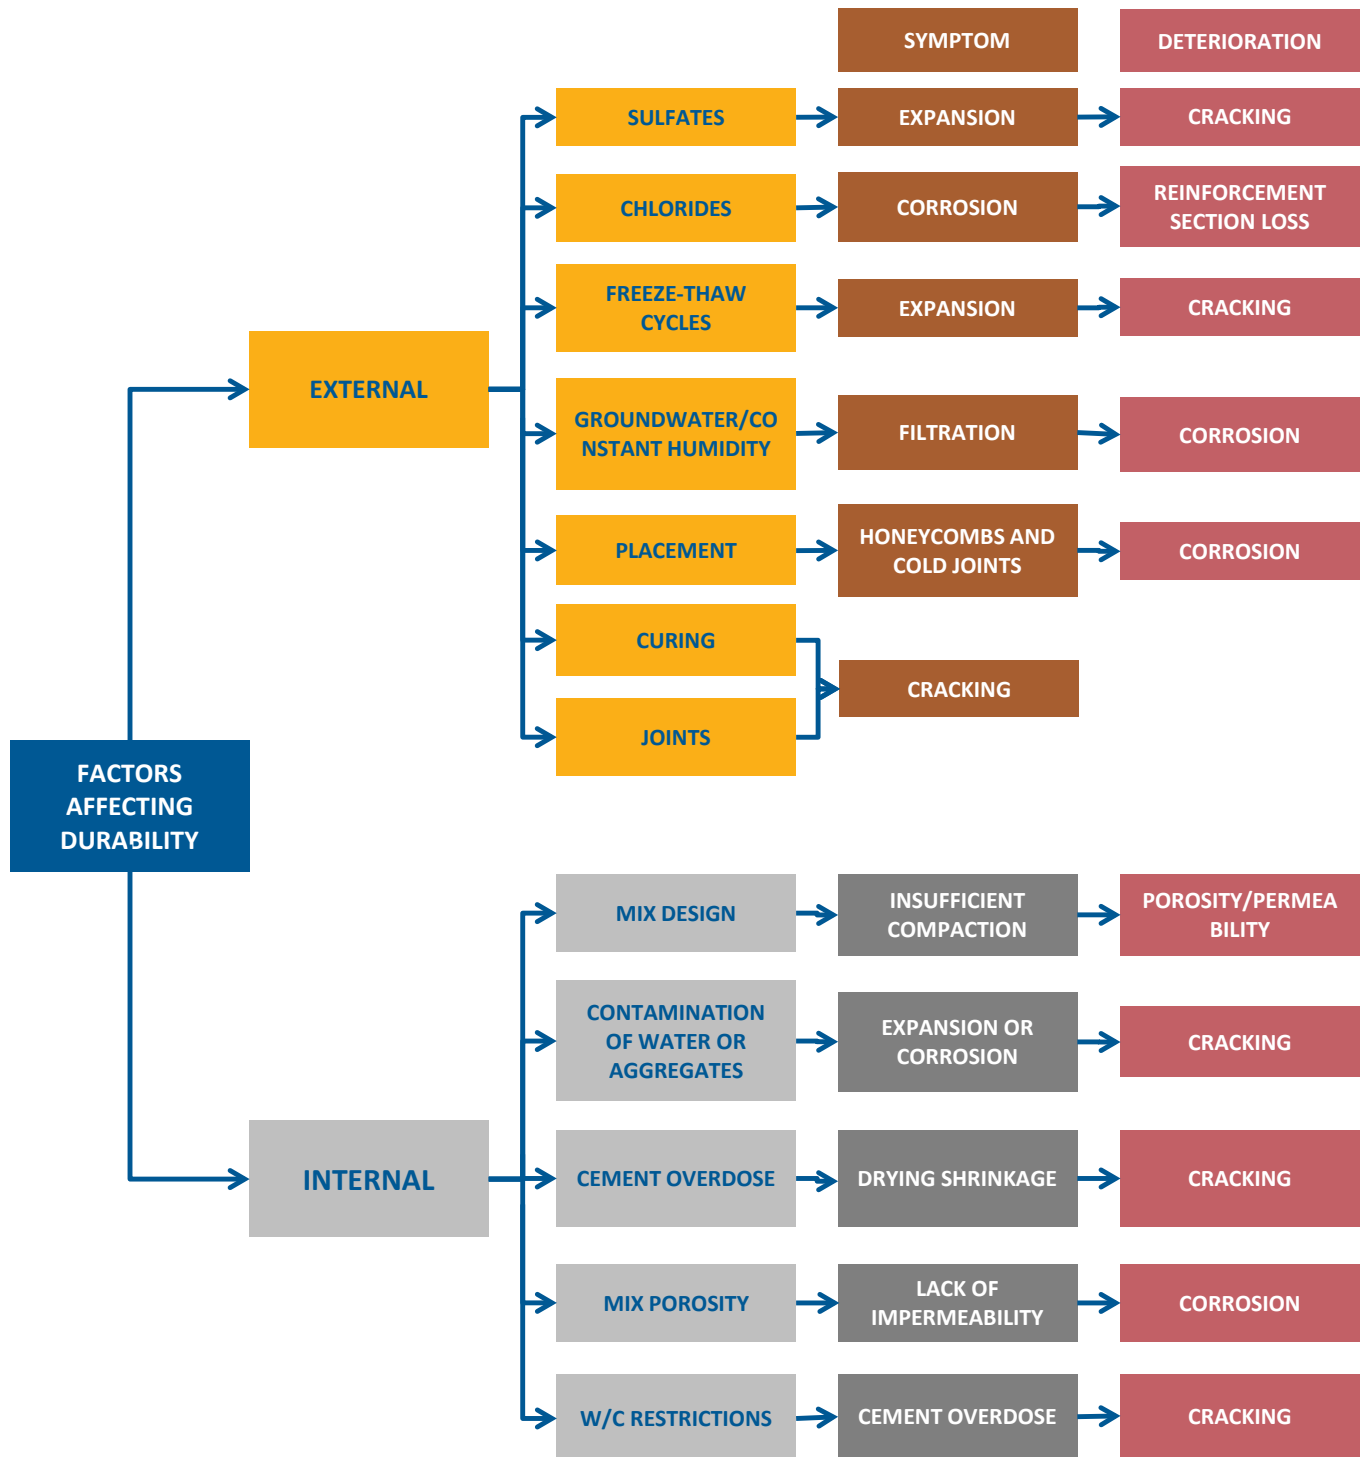 SYMPTOM
DETERIORATION
SULFATES
EXPANSION
CRACKING
CHLORIDES
CORROSION
REINFORCEMENT
SECTION LOSS
FREEZE-THAW
CYCLES
EXPANSION
CRACKING
EXTERNAL
GROUNDWATER/CO
NSTANT HUMIDITY
FILTRATION
CORROSION
PLACEMENT
HONEYCOMBS AND
COLD JOINTS
CORROSION
CURING
CRACKING
JOINTS
FACTORS
AFFECTING
DURABILITY
MIX DESIGN
INSUFFICIENT
COMPACTION
POROSITY/PERMEA
BILITY
CONTAMINATION
OF WATER OR
AGGREGATES
EXPANSION OR
CORROSION
CRACKING
INTERNAL
CEMENT OVERDOSE
DRYING SHRINKAGE
CRACKING
MIX POROSITY
LACK OF
IMPERMEABILITY
CORROSION
W/C RESTRICTIONS
CEMENT OVERDOSE
CRACKING